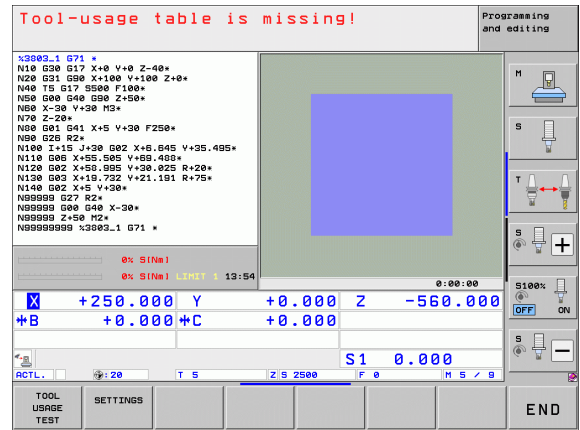 Tool-usage table is missing!
Programming
and editing
%3803_1 G71 *
N10 G30 G17 X+0 Y+0 Z-40*
N20 G31 G90 X+100 Y+100 Z+0*
N40 T5 G17 S500 F100*
N50 G00 G40 G90 Z+50*
N60 X-30 Y+30 M3*
N70 Z-20*
N80 G01 G41 X+5 Y+30 F250*
N90 G26 R2*
N100 I+15 J+30 G02 X+6.645 Y+35.495*
N110 G06 X+55.505 Y+69.488*
N120 G02 X+58.995 Y+30.025 R+20*
N130 G03 X+19.732 Y+21.191 R+75*
N140 G02 X+5 Y+30*
N99999 G27 R2*
N99999 G00 G40 X-30*
N99999 Z+50 M2*
N99999999 %3803_1 G71 *
0% S[Nm]
0% S[Nm] LIMIT 1 13:54
0:00:00
X +250.000 Y +0.000 Z -560.000
B +0.000 C +0.000
S1 0.000
ACTL. : 20 T 5 Z S 2500 F 0 M 5 / 9
M
S
T
S
+
S100%
OFF ON
S
−
TOOL
USAGE
TEST
SETTINGS
END